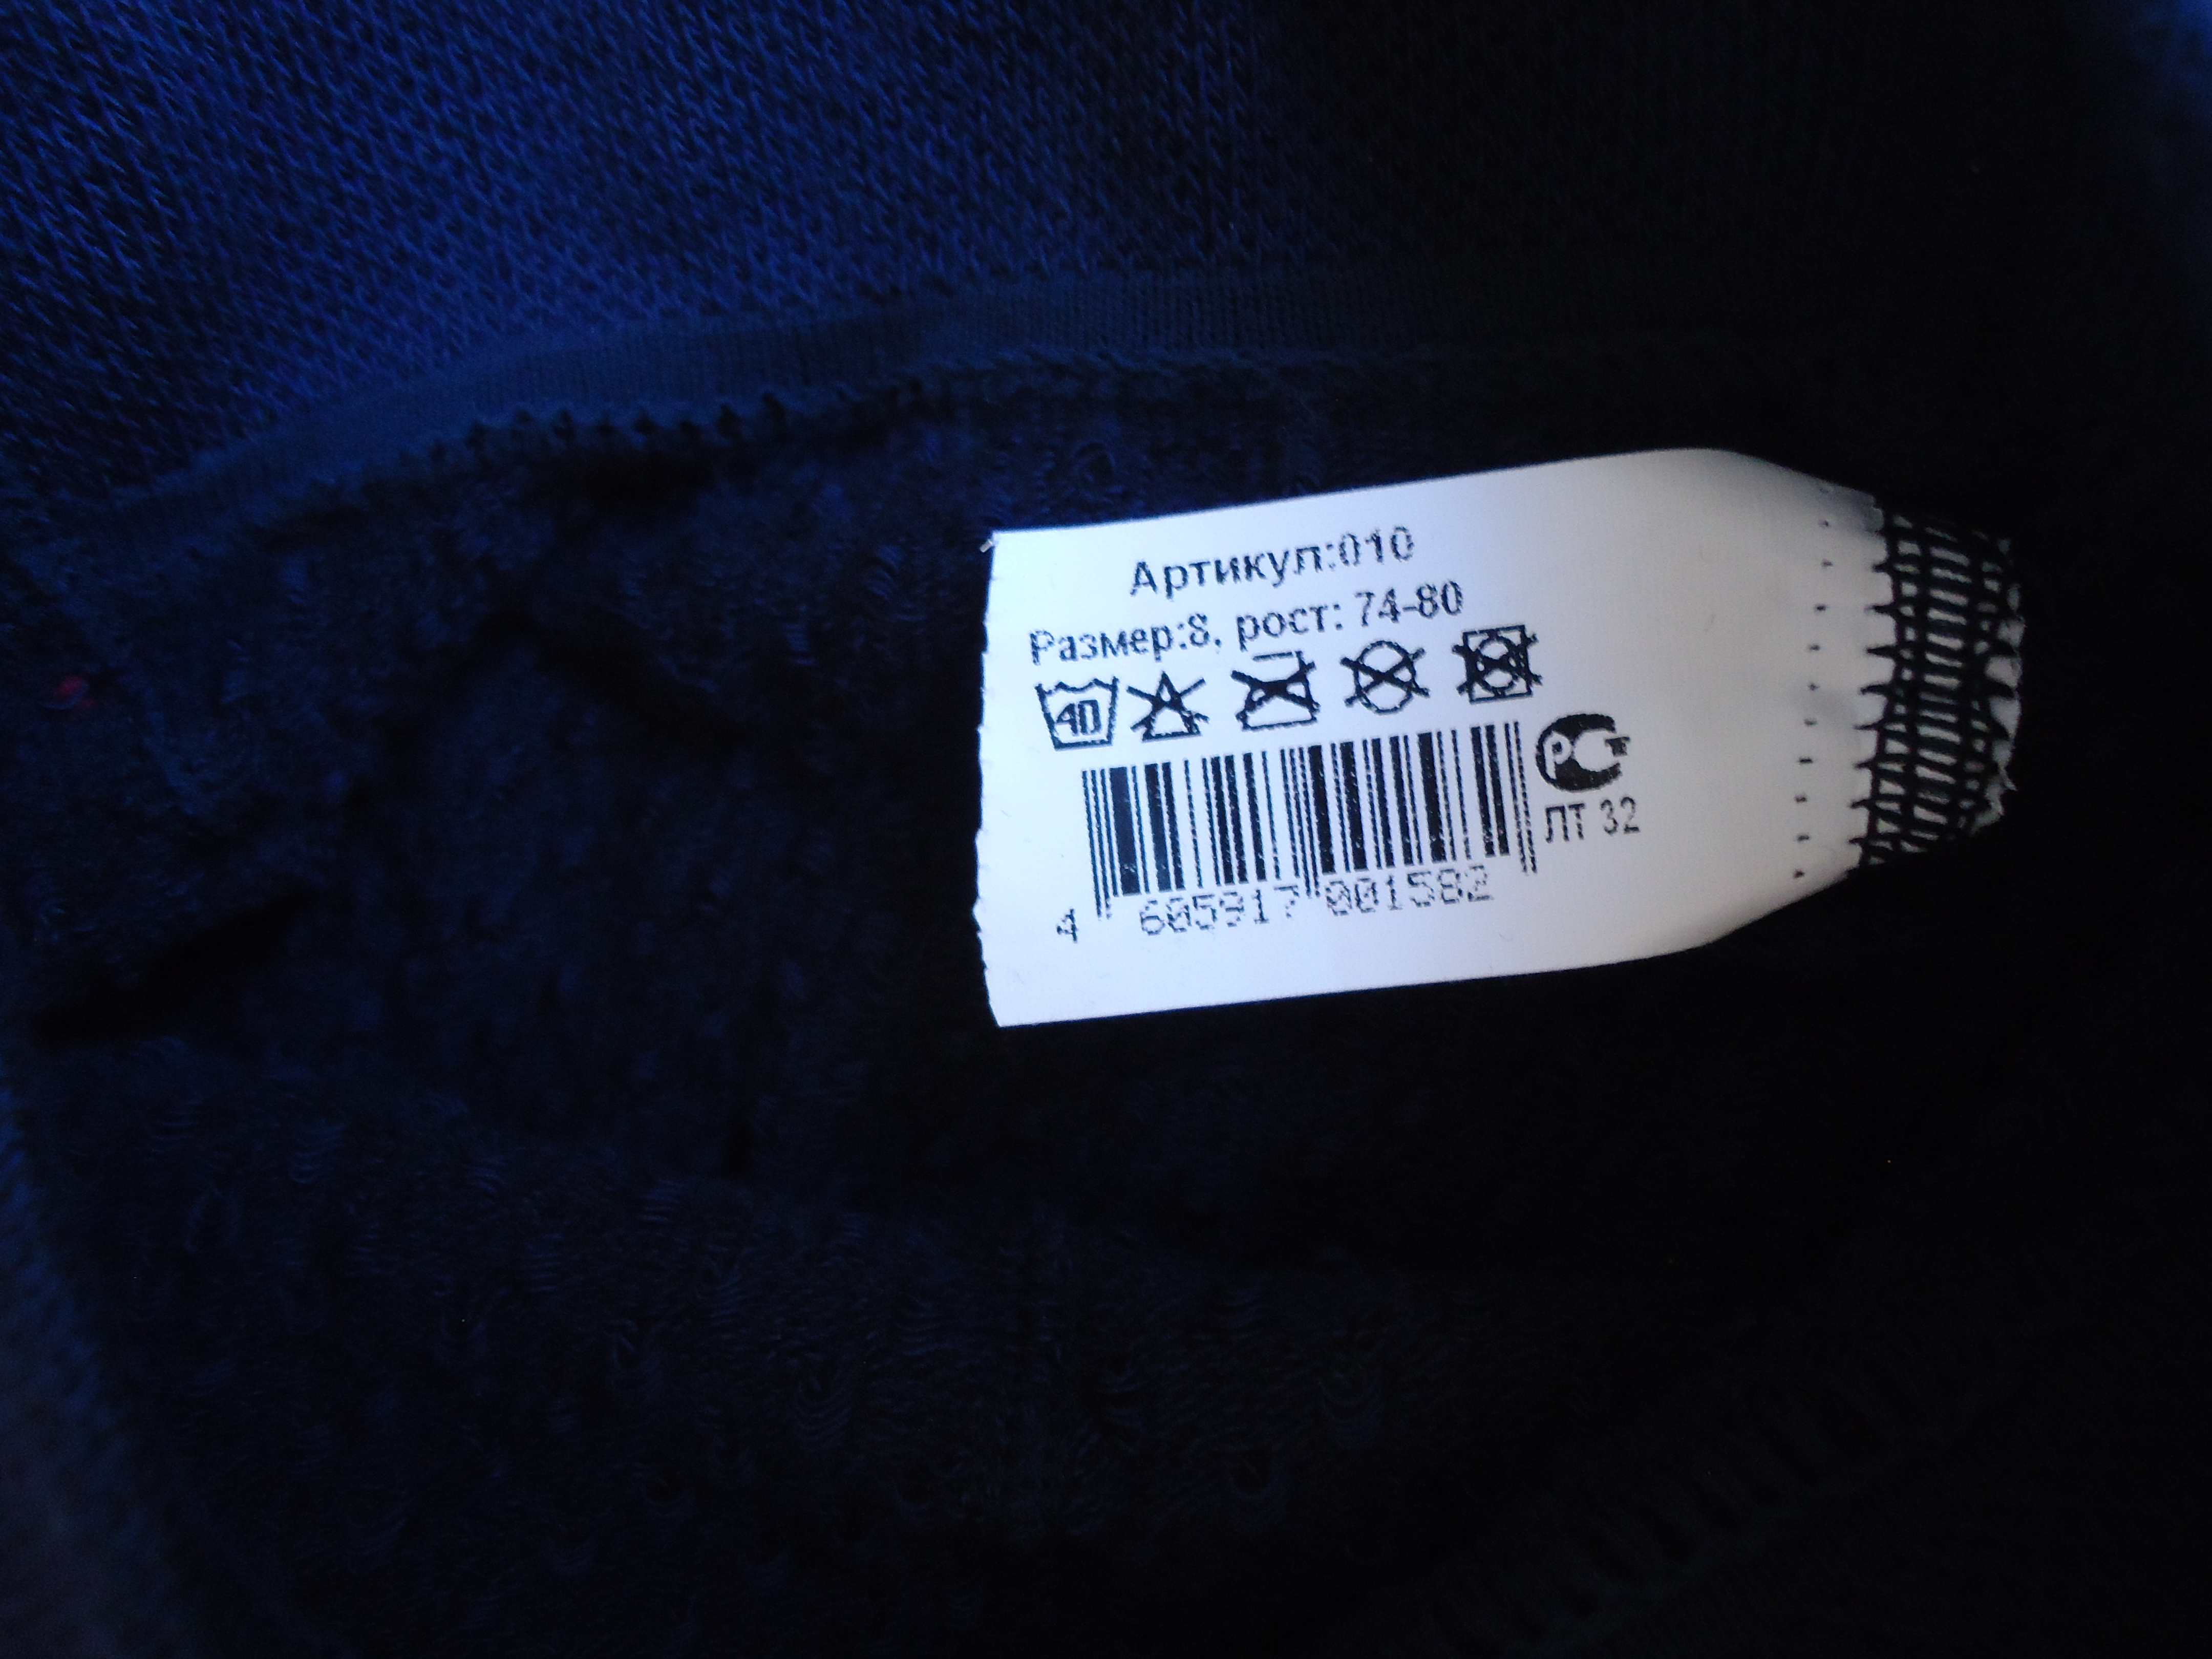 Артикул:010
Размер:8, рост: 74-80
40
РСТ
ЛТ 32
4 605917 001582